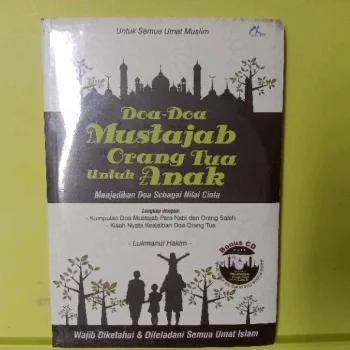 Untuk Semua Umat Muslim
Doa-Doa
Mustajab
Orang Tua
Untuk Anak
Menjadikan Doa Sebagai Nilai Cinta
Lengkap dengan:
- Kumpulan Doa Mustajab Para Nabi dan Orang Saleh
- Kisah Nyata Keajaiban Doa Orang Tua
- Lukmanul Hakim -
Bonus CD
Wajib Diketahui & Diteladani Semua Umat Islam